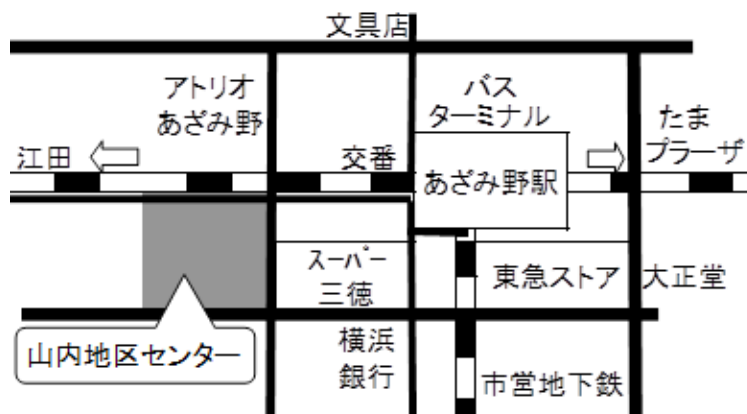 文具店
アトリオ
あざみ野
バス
ターミナル
たま
プラーザ
江田
交番
あざみ野駅
スーパー
三徳
東急ストア
大正堂
山内地区センター
横浜
銀行
市営地下鉄